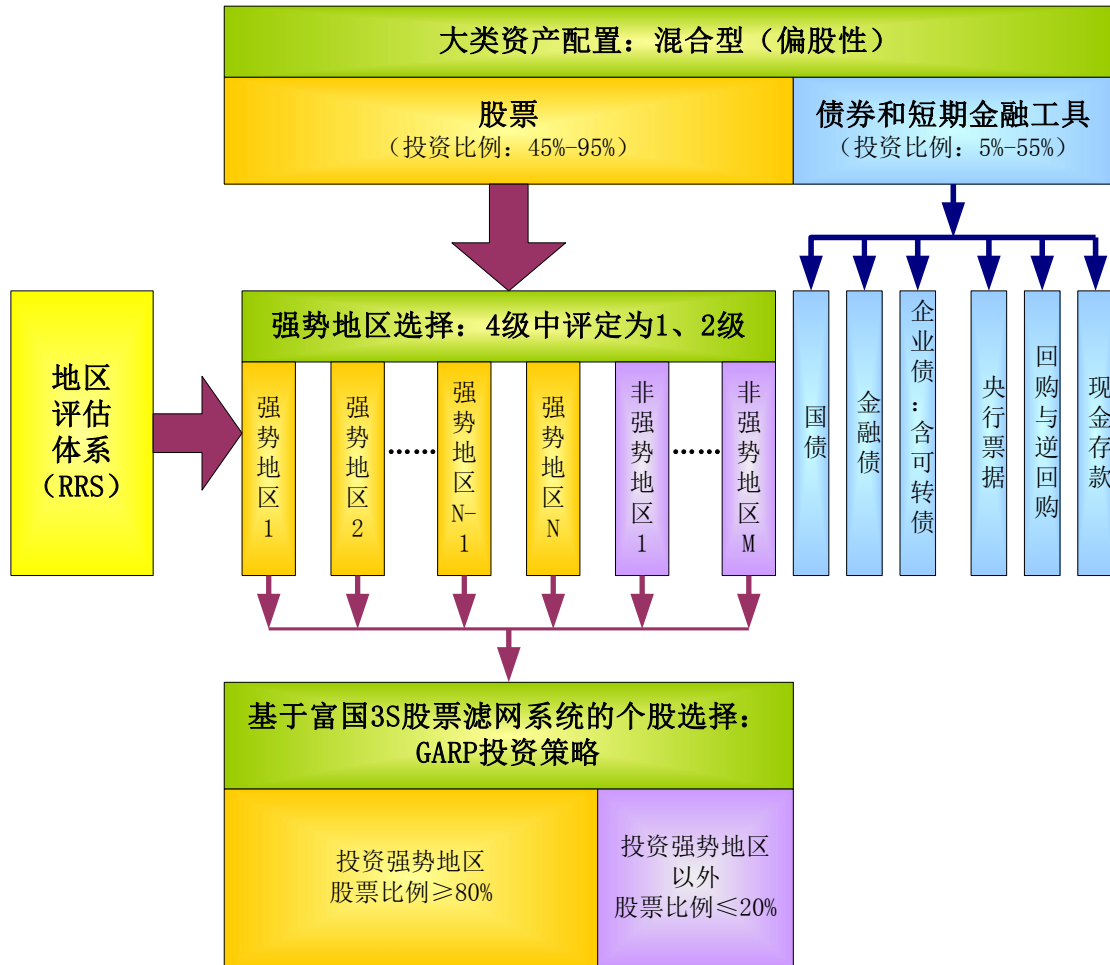 大类资产配置：混合型（偏股性）
股票
（投资比例：45%-95%）
债券和短期金融工具
（投资比例：5%-55%）
地区
评估
体系
（RRS）
强势地区选择：4级中评定为1、2级
强势地区1
强势地区2
……
强势地区N-1
强势地区N
非强势地区1
……
非强势地区M
国债
金融债
企业债：含可转债
央行票据
回购与逆回购
现金存款
基于富国3S股票滤网系统的个股选择：
GARP投资策略
投资强势地区
股票比例≥80%
投资强势地区
以外
股票比例≤20%